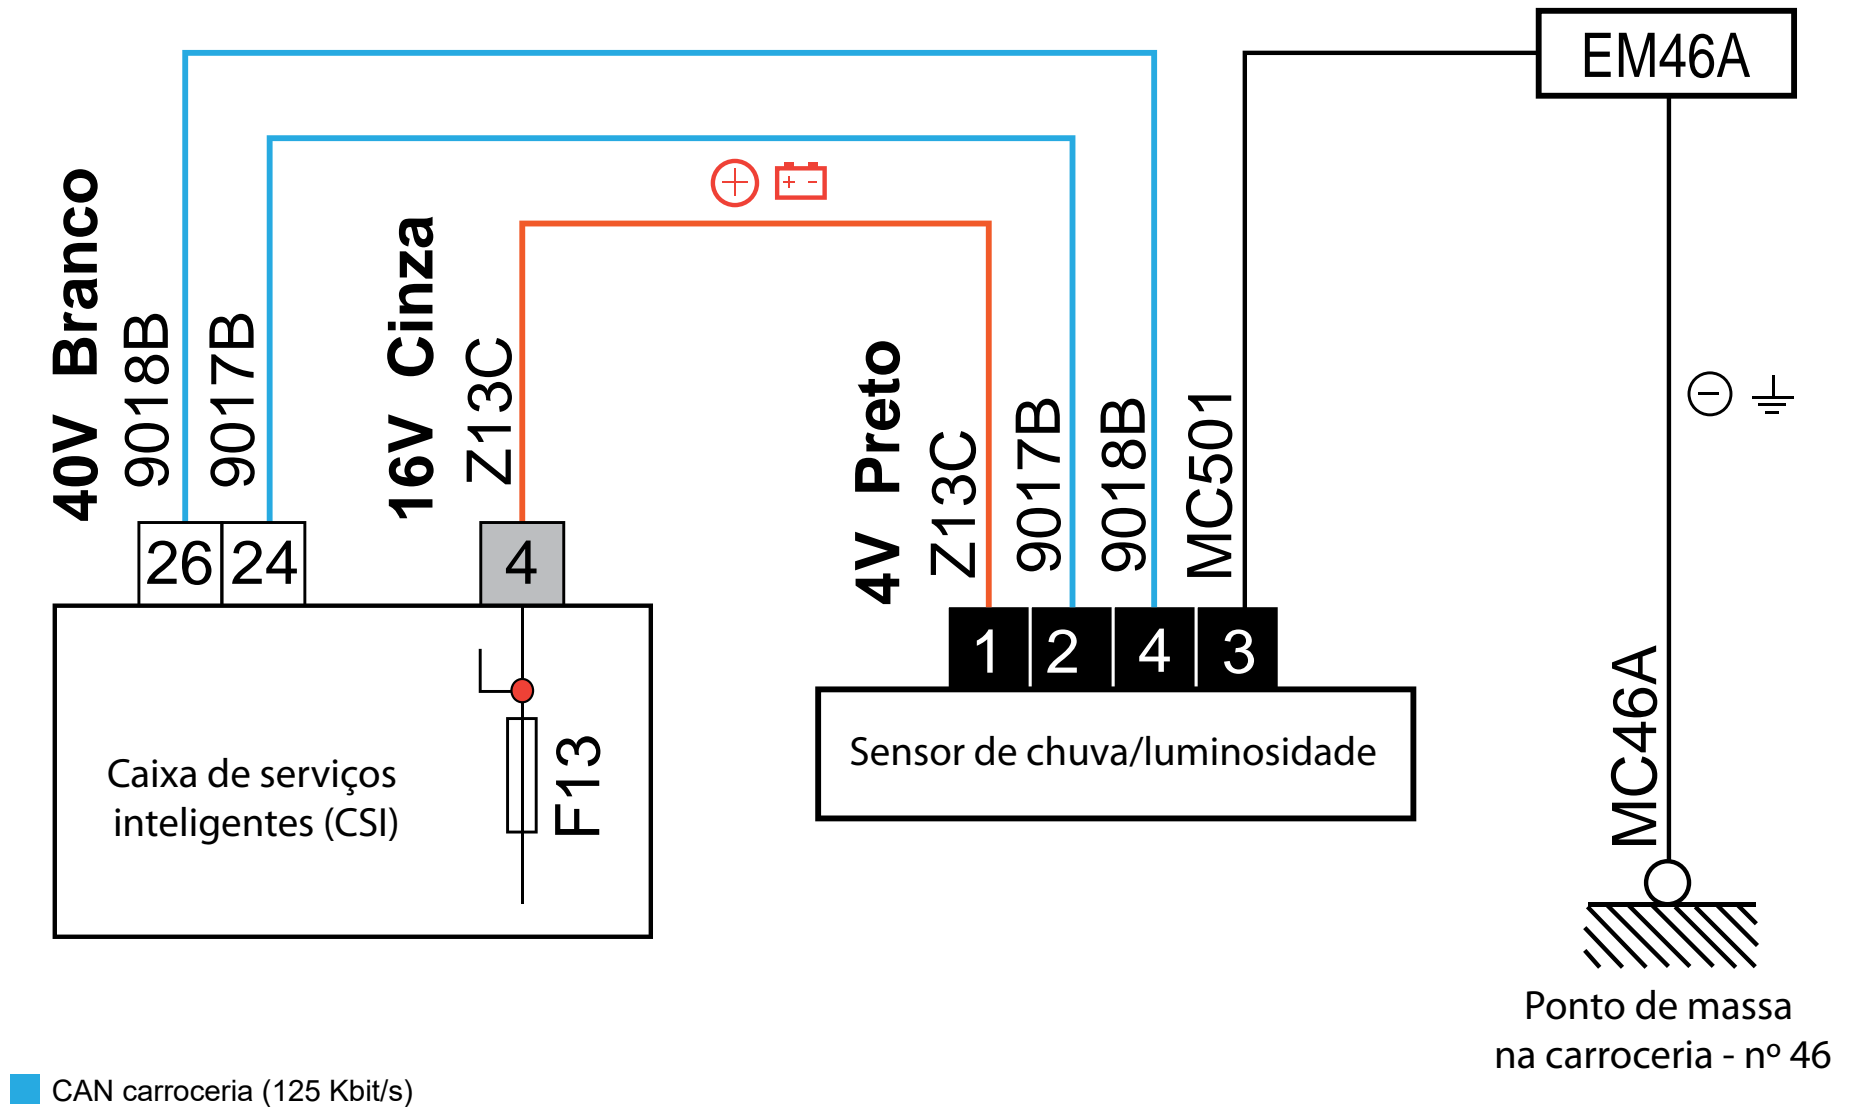 EM46A
40V Branco
9018B
9017B
16V Cinza
Z13C
4V Preto
Z13C
9017B
9018B
MC501
26 24
4
1 2 4 3
F13
Caixa de serviços
inteligentes (CSI)
Sensor de chuva/luminosidade
MC46A
Ponto de massa
na carroceria - nº 46
CAN carroceria (125 Kbit/s)